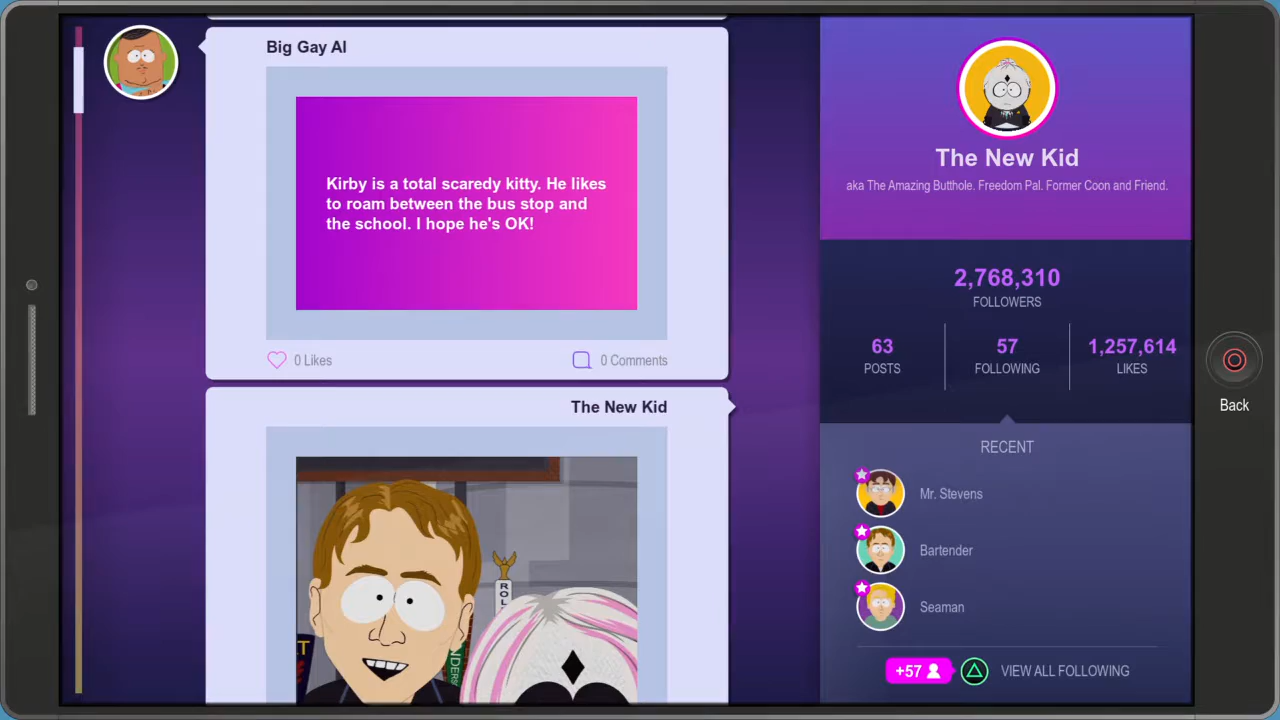 Big Gay Al
Kirby is a total scaredy kitty. He likes
to roam between the bus stop and
the school. I hope he's OK!
0 Likes
0 Comments
The New Kid
ROL
The New Kid
aka The Amazing Butthole. Freedom Pal. Former Coon and Friend.
2,768,310
FOLLOWERS
63
POSTS
57
FOLLOWING
1,257,614
LIKES
RECENT
Mr. Stevens
Bartender
Seaman
+57
VIEW ALL FOLLOWING
Back